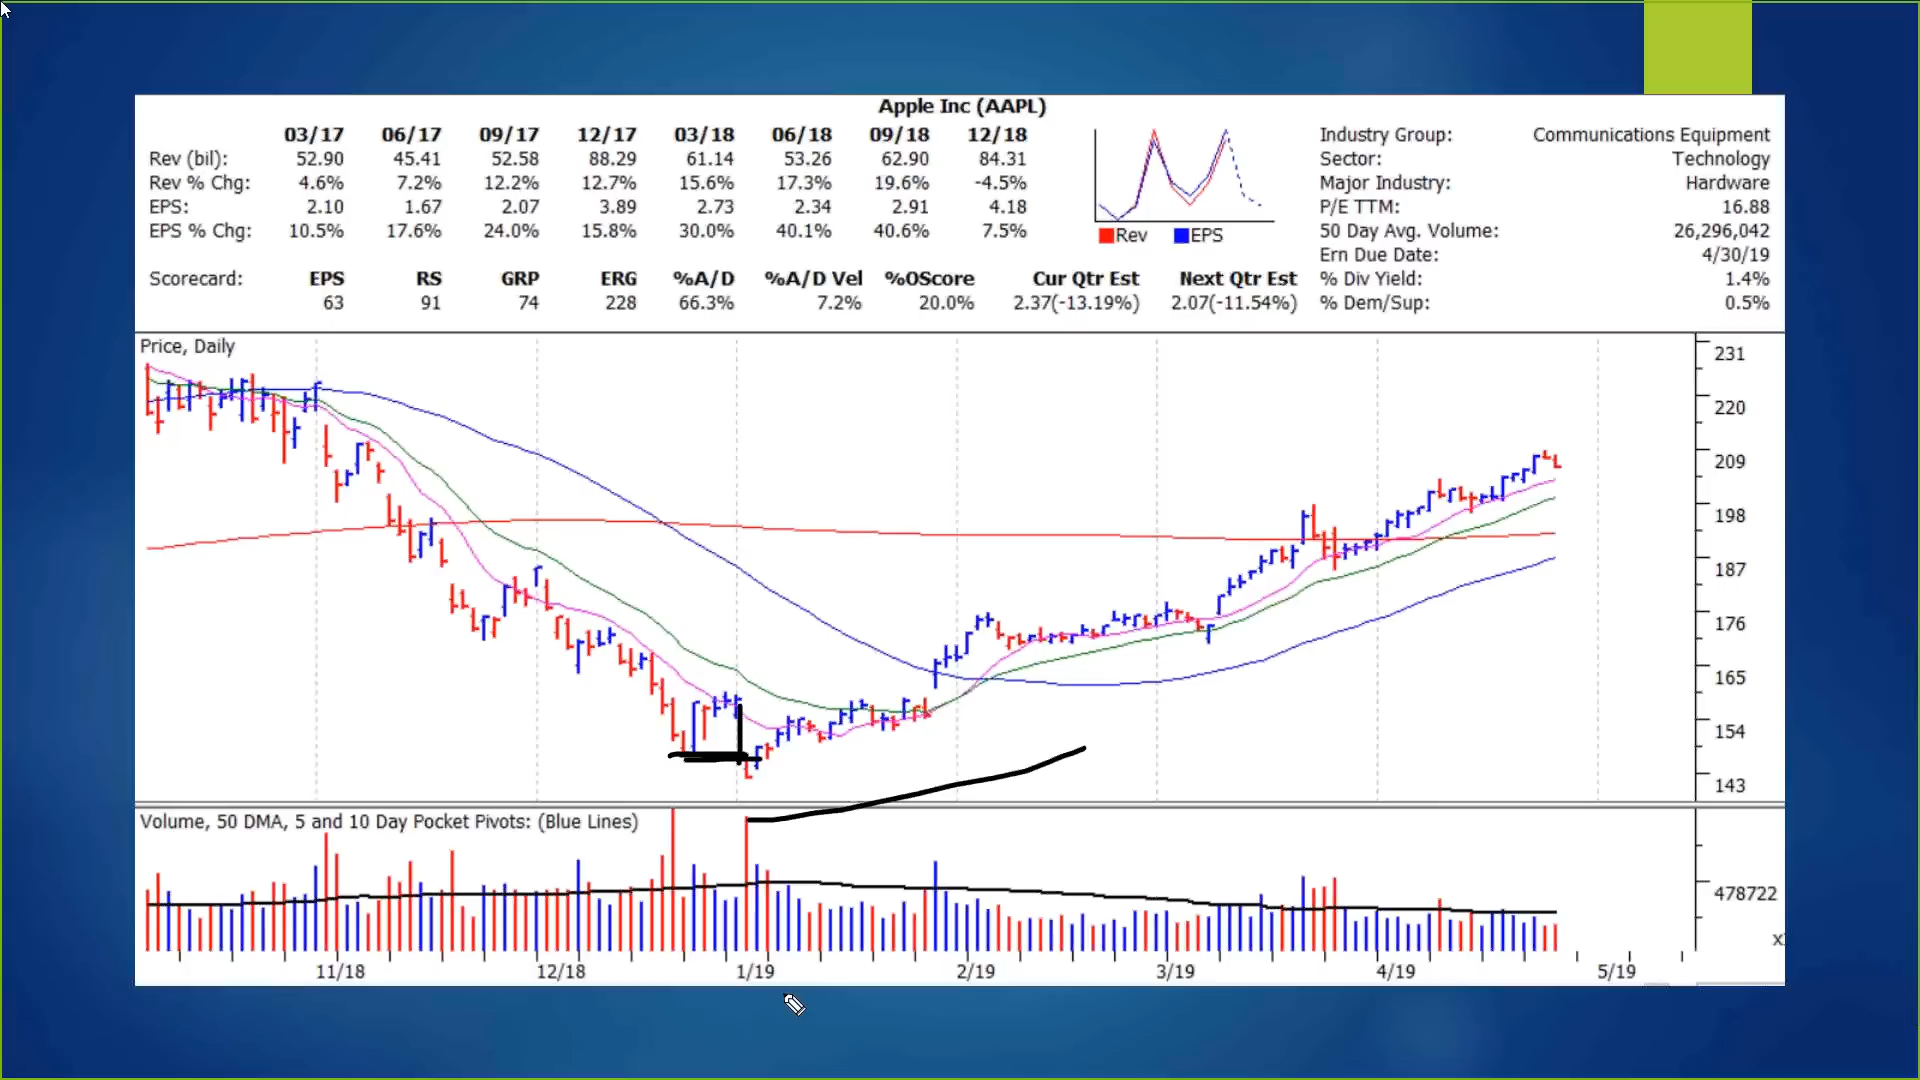 Apple Inc (AAPL)
03/17 06/17 09/17 12/17 03/18 06/18 09/18 12/18
Rev (bil): 52.90 45.41 52.58 88.29 61.14 53.26 62.90 84.31
Rev % Chg: 4.6% 7.2% 12.2% 12.7% 15.6% 17.3% 19.6% -4.5%
EPS: 2.10 1.67 2.07 3.89 2.73 2.34 2.91 4.18
EPS % Chg: 10.5% 17.6% 24.0% 15.8% 30.0% 40.1% 40.6% 7.5%
Rev EPS
Scorecard: EPS RS GRP ERG %A/D %A/D Vel %OScore Cur Qtr Est Next Qtr Est
63 91 74 228 66.3% 7.2% 20.0% 2.37(-13.19%) 2.07(-11.54%)
Industry Group: Communications Equipment
Sector: Technology
Major Industry: Hardware
P/E TTM: 16.88
50 Day Avg. Volume: 26,296,042
Ern Due Date: 4/30/19
% Div Yield: 1.4%
% Dem/Sup: 0.5%
Price, Daily
231
220
209
198
187
176
165
154
143
Volume, 50 DMA, 5 and 10 Day Pocket Pivots: (Blue Lines)
478722
11/18 12/18 1/19 2/19 3/19 4/19 5/19